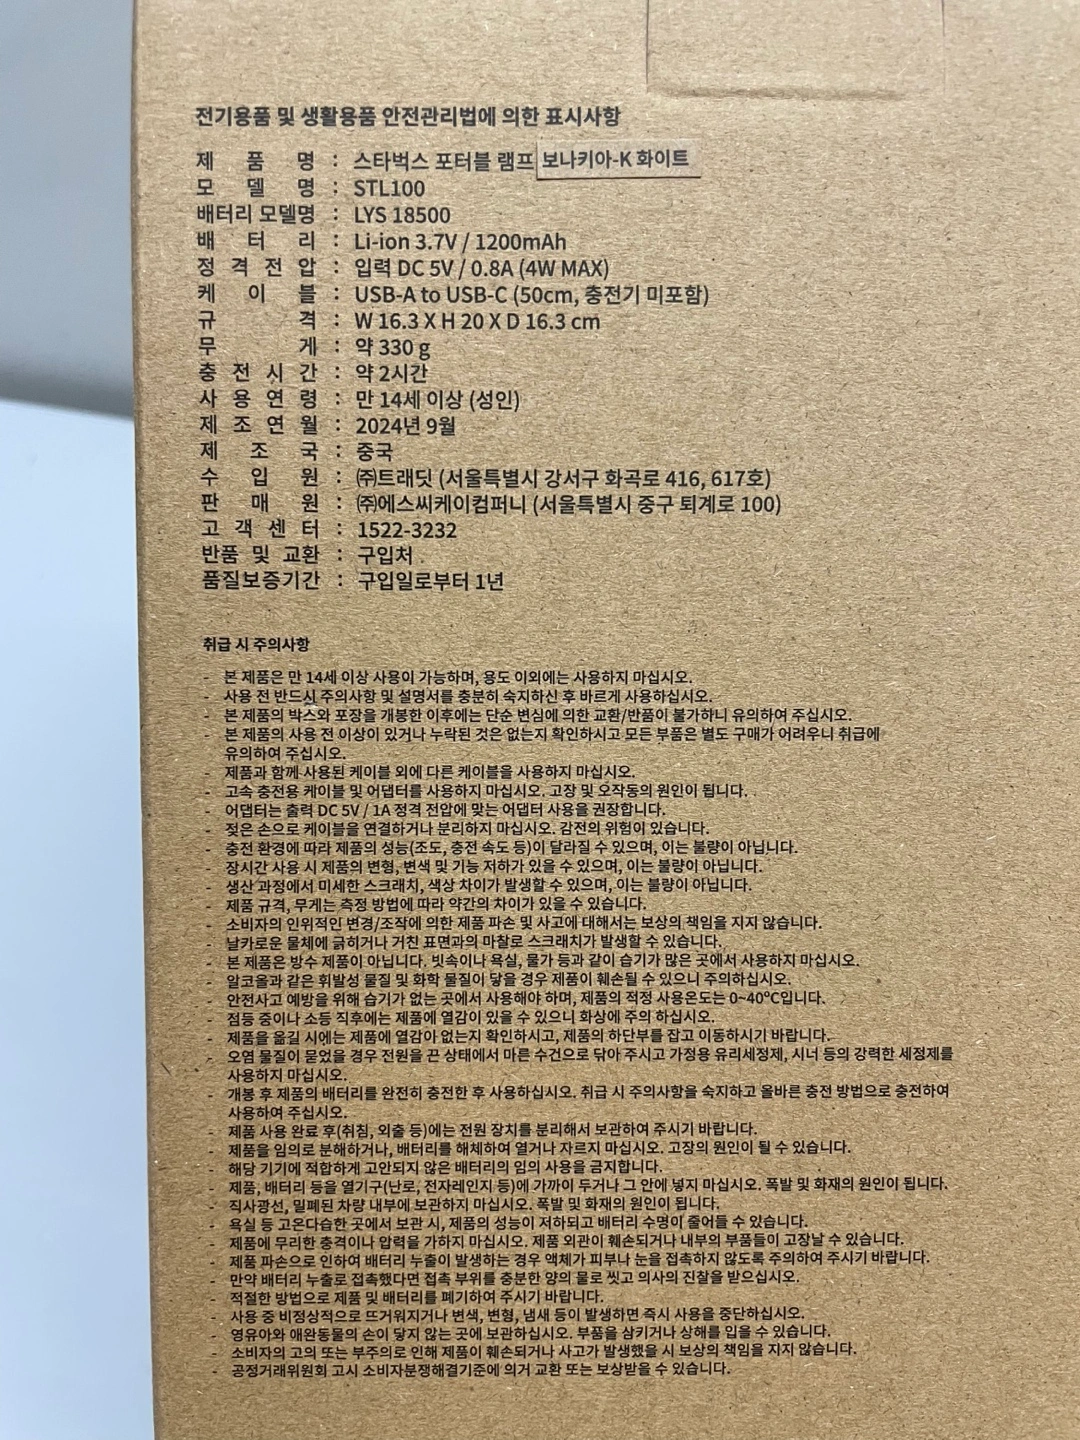 전기용품 및 생활용품 안전관리법에 의한 표시사항
제 품 명 : 스타벅스 포터블 램프 보나키아-K 화이트
모 델 명 : STL100
배터리 모델명 : LYS 18500
배 터 리 : Li-ion 3.7V / 1200mAh
정 격 전 압 : 입력 DC 5V / 0.8A (4W MAX)
케 이 블 : USB-A to USB-C (50cm, 충전기 미포함)
규 격 : W 16.3 X H 20 X D 16.3 cm
무 게 : 약 330 g
충 전 시 간 : 약 2시간
사 용 연 령 : 만 14세 이상 (성인)
제 조 연 월 : 2024년 9월
제 조 국 : 중국
수 입 원 : ㈜트래딧 (서울특별시 강서구 화곡로 416, 617호)
판 매 원 : ㈜에스씨케이컴퍼니 (서울특별시 중구 퇴계로 100)
고 객 센 터 : 1522-3232
반품 및 교환 : 구입처
품질보증기간 : 구입일로부터 1년
취급 시 주의사항
- 본 제품은 만 14세 이상 사용이 가능하며, 용도 이외에는 사용하지 마십시오.
- 사용 전 반드시 주의사항 및 설명서를 충분히 숙지하신 후 바르게 사용하십시오.
- 본 제품의 박스와 포장을 개봉한 이후에는 단순 변심에 의한 교환/반품이 불가하니 유의하여 주십시오.
- 본 제품의 사용 전 이상이 있거나 누락된 것은 없는지 확인하시고 모든 부품은 별도 구매가 어려우니 취급에
유의하여 주십시오.
- 제품과 함께 사용된 케이블 외에 다른 케이블을 사용하지 마십시오.
- 고속 충전용 케이블 및 어댑터를 사용하지 마십시오. 고장 및 오작동의 원인이 됩니다.
- 어댑터는 출력 DC 5V / 1A 정격 전압에 맞는 어댑터 사용을 권장합니다.
- 젖은 손으로 케이블을 연결하거나 분리하지 마십시오. 감전의 위험이 있습니다.
- 충전 환경에 따라 제품의 성능(조도, 충전 속도 등)이 달라질 수 있으며, 이는 불량이 아닙니다.
- 장시간 사용 시 제품의 변형, 변색 및 기능 저하가 있을 수 있으며, 이는 불량이 아닙니다.
- 생산 과정에서 미세한 스크래치, 색상 차이가 발생할 수 있으며, 이는 불량이 아닙니다.
- 제품 규격, 무게는 측정 방법에 따라 약간의 차이가 있을 수 있습니다.
- 소비자의 인위적인 변경/조작에 의한 제품 파손 및 사고에 대해서는 보상의 책임을 지지 않습니다.
- 날카로운 물체에 긁히거나 거친 표면과의 마찰로 스크래치가 발생할 수 있습니다.
- 본 제품은 방수 제품이 아닙니다. 빗속이나 욕실, 물가 등과 같이 습기가 많은 곳에서 사용하지 마십시오.
- 알코올과 같은 휘발성 물질 및 화학 물질이 닿을 경우 제품이 훼손될 수 있으니 주의하십시오.
- 안전사고 예방을 위해 습기가 없는 곳에서 사용해야 하며, 제품의 적정 사용온도는 0~40℃입니다.
- 점등 중이나 소등 직후에는 제품에 열감이 있을 수 있으니 화상에 주의 하십시오.
- 제품을 옮길 시에는 제품에 열감이 없는지 확인하시고, 제품의 하단부를 잡고 이동하시기 바랍니다.
- 오염 물질이 묻었을 경우 전원을 끈 상태에서 마른 수건으로 닦아 주시고 가정용 유리세정제, 시너 등의 강력한 세정제를
사용하지 마십시오.
- 개봉 후 제품의 배터리를 완전히 충전한 후 사용하십시오. 취급 시 주의사항을 숙지하고 올바른 충전 방법으로 충전하여
사용하여 주십시오.
- 제품 사용 완료 후(취침, 외출 등)에는 전원 장치를 분리해서 보관하여 주시기 바랍니다.
- 제품을 임의로 분해하거나, 배터리를 해체하여 열거나 자르지 마십시오. 고장의 원인이 될 수 있습니다.
- 해당 기기에 적합하게 고안되지 않은 배터리의 임의 사용을 금지합니다.
- 제품, 배터리 등을 열기구(난로, 전자레인지 등)에 가까이 두거나 그 안에 넣지 마십시오. 폭발 및 화재의 원인이 됩니다.
- 직사광선, 밀폐된 차량 내부에 보관하지 마십시오. 폭발 및 화재의 원인이 됩니다.
- 욕실 등 고온다습한 곳에서 보관 시, 제품의 성능이 저하되고 배터리 수명이 줄어들 수 있습니다.
- 제품에 무리한 충격이나 압력을 가하지 마십시오. 제품 외관이 훼손되거나 내부의 부품들이 고장날 수 있습니다.
- 제품 파손으로 인하여 배터리 누출이 발생하는 경우 액체가 피부나 눈을 접촉하지 않도록 주의하여 주시기 바랍니다.
- 만약 배터리 누출로 접촉했다면 접촉 부위를 충분한 양의 물로 씻고 의사의 진찰을 받으십시오.
- 적절한 방법으로 제품 및 배터리를 폐기하여 주시기 바랍니다.
- 사용 중 비정상적으로 뜨거워지거나 변색, 변형, 냄새 등이 발생하면 즉시 사용을 중단하십시오.
- 영유아와 애완동물의 손이 닿지 않는 곳에 보관하십시오. 부품을 삼키거나 상해를 입을 수 있습니다.
- 소비자의 고의 또는 부주의로 인해 제품이 훼손되거나 사고가 발생했을 시 보상의 책임을 지지 않습니다.
- 공정거래위원회 고시 소비자분쟁해결기준에 의거 교환 또는 보상받을 수 있습니다.